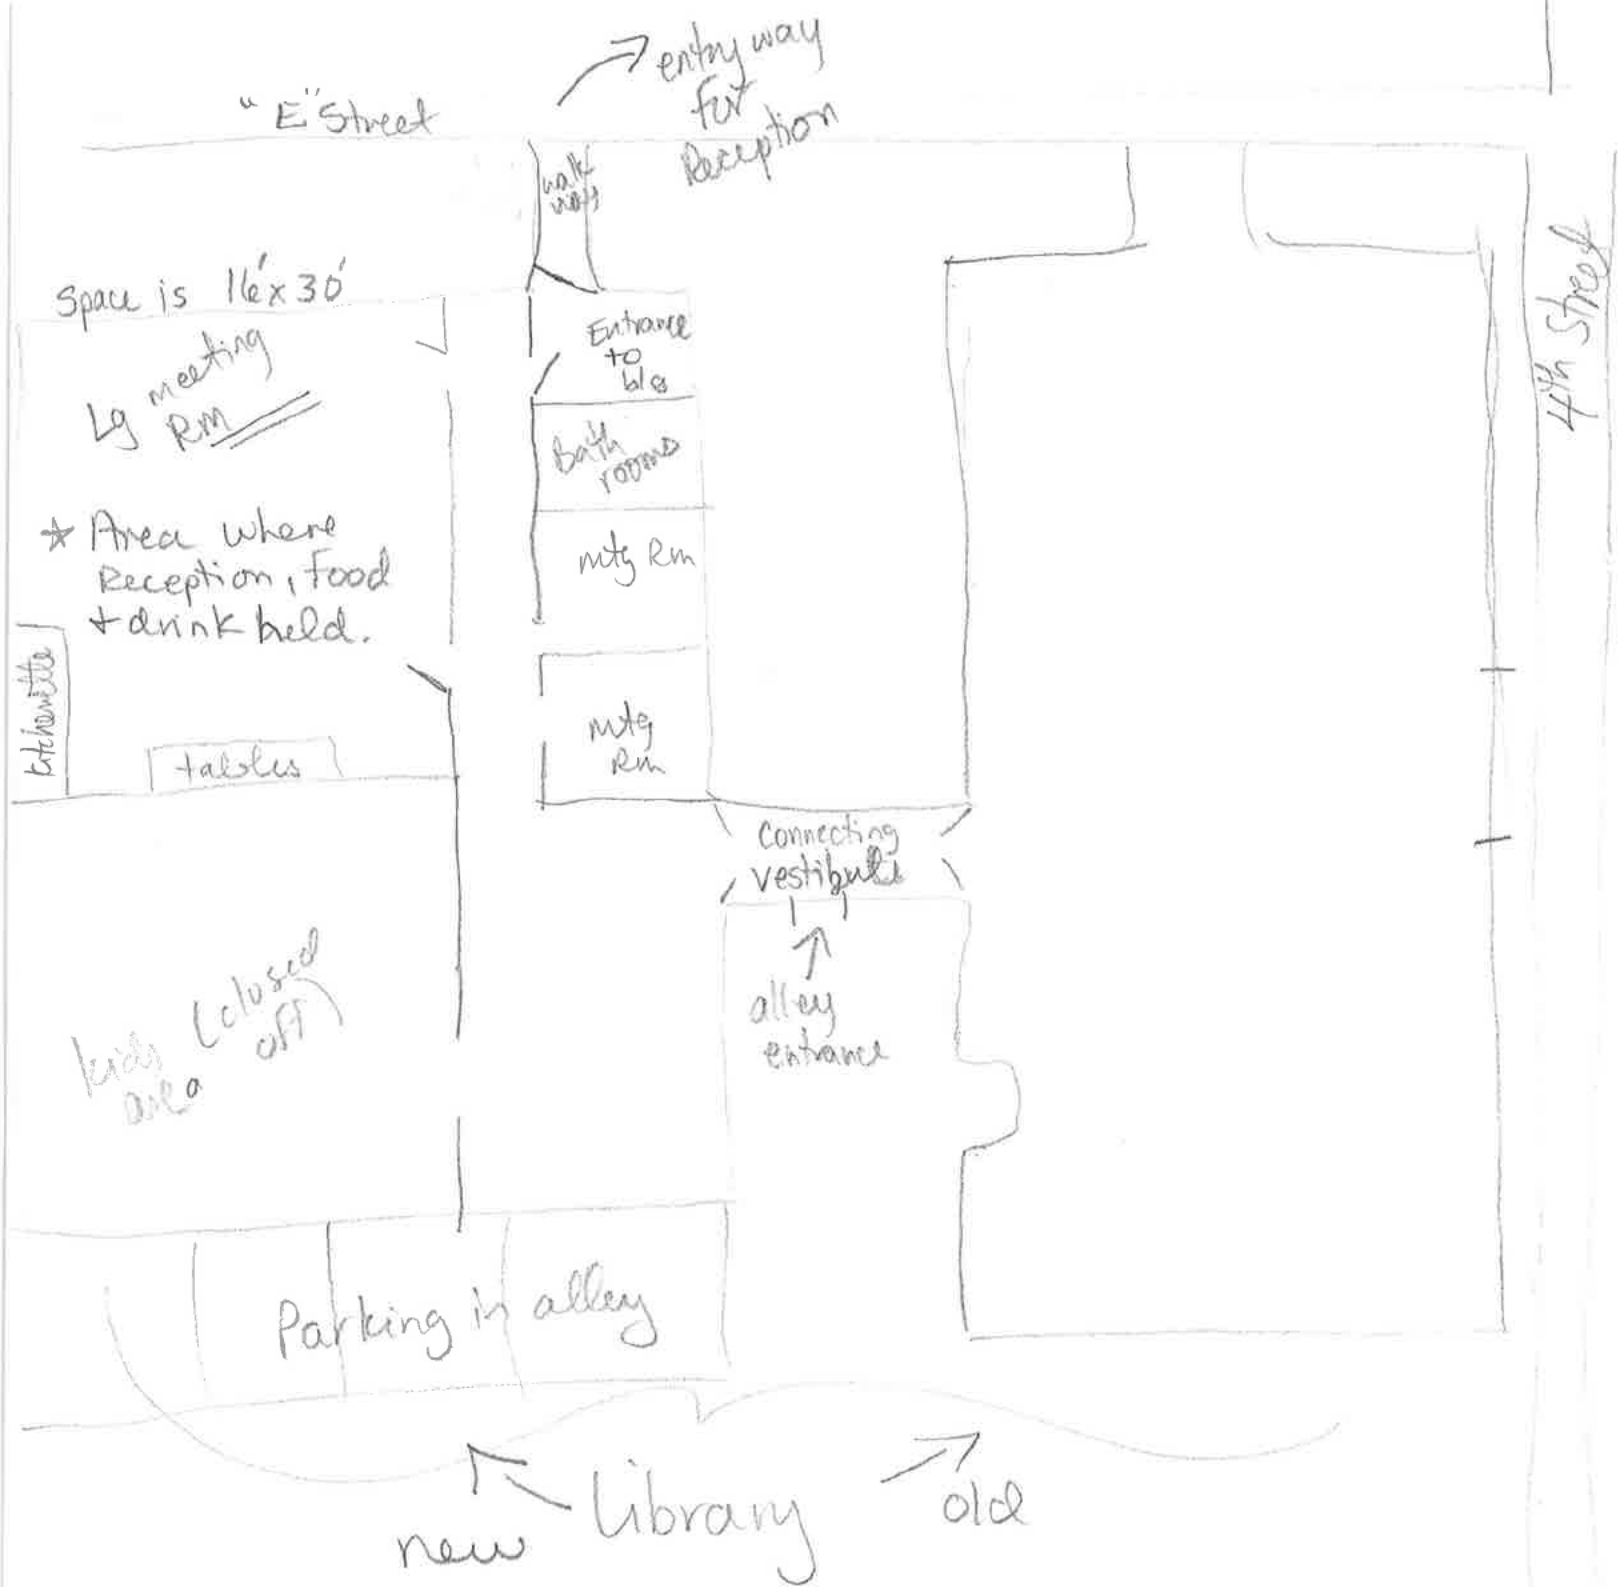 entry way
for
Reception
"E" Street
walk
way
Space is 16'x30'
Entrance
to
bldg
meeting
Lg Rm
Bath
rooms
* Area where
Reception, food
+ drink held.
mtg Rm
kitchenette
tables
mtg
Rm
4th Street
Connecting
vestibule
alley
entrance
kids (closed
area off)
Parking in alley
new Library old